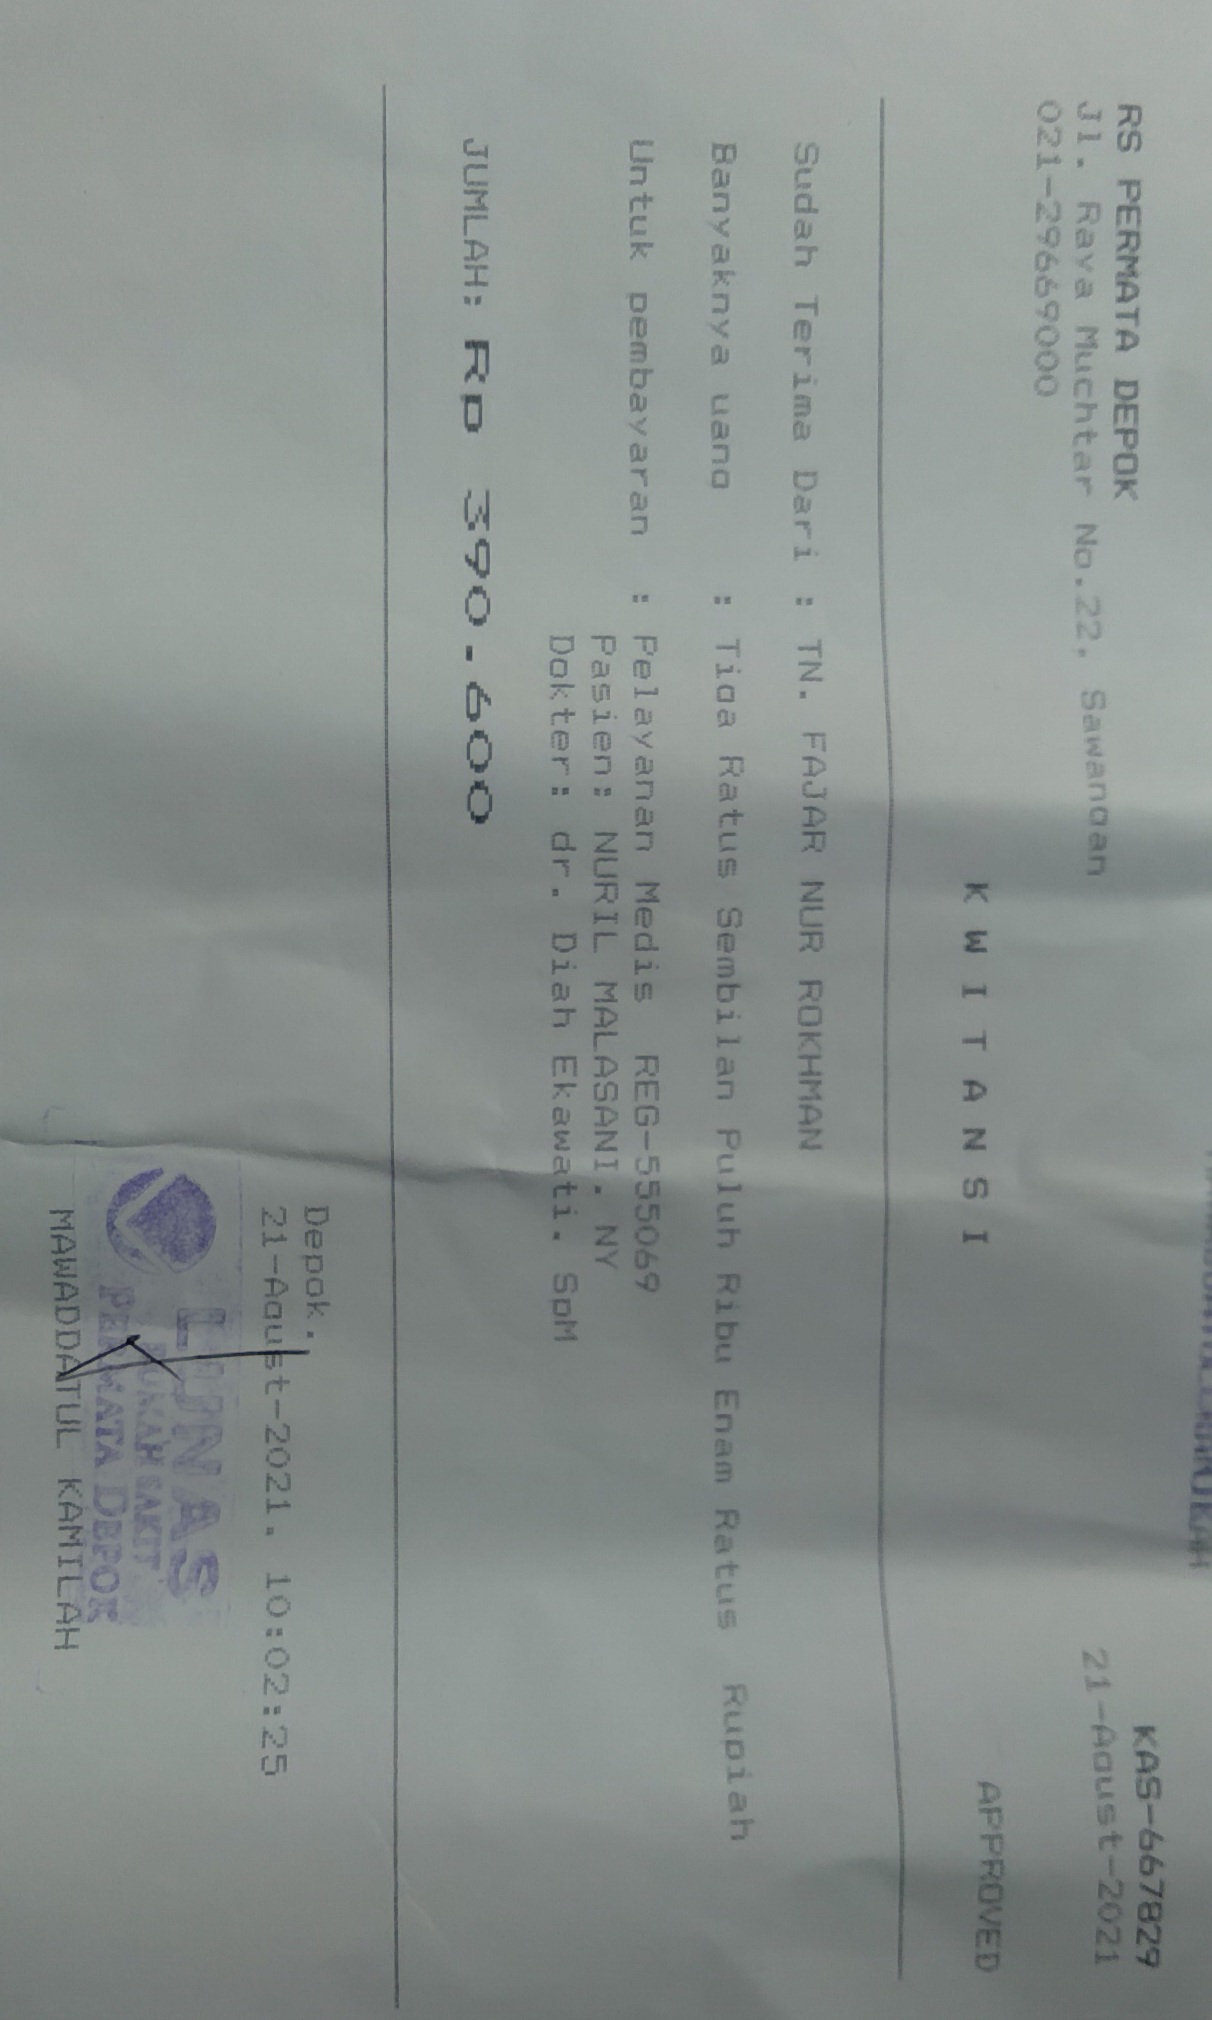 RS PERMATA DEPOK
Jl. Raya Muchtar No.22, Sawangan
021-29669000
KAS-667829
21-Agust-2021
K W I T A N S I
APPROVED
Sudah Terima Dari : TN. FAJAR NUR ROKHMAN
Banyaknya uang : Tiga Ratus Sembilan Puluh Ribu Enam Ratus Rupiah
Untuk pembayaran : Pelayanan Medis REG-555069
Pasien: NURIL MALASANI, NY
Dokter: dr. Diah Ekawati, SpM
JUMLAH: Rp 390.600
Depok,
21-Agust-2021, 10:02:25
LUNAS
RUMAH SAKIT
PERMATA DEPOK
MAWADDATUL KAMILAH